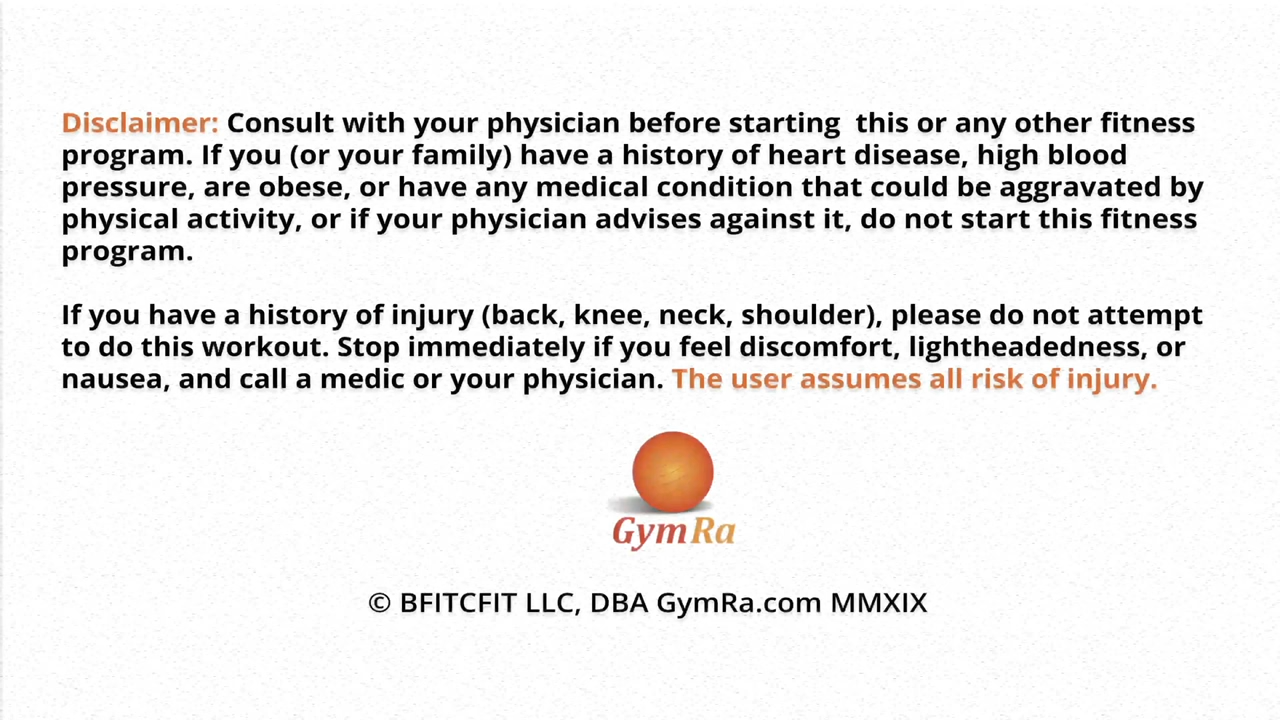 Disclaimer: Consult with your physician before starting  this or any other fitness
program. If you (or your family) have a history of heart disease, high blood
pressure, are obese, or have any medical condition that could be aggravated by
physical activity, or if your physician advises against it, do not start this fitness
program.
If you have a history of injury (back, knee, neck, shoulder), please do not attempt
to do this workout. Stop immediately if you feel discomfort, lightheadedness, or
nausea, and call a medic or your physician. The user assumes all risk of injury.
GymRa
© BFITCFIT LLC, DBA GymRa.com MMXIX